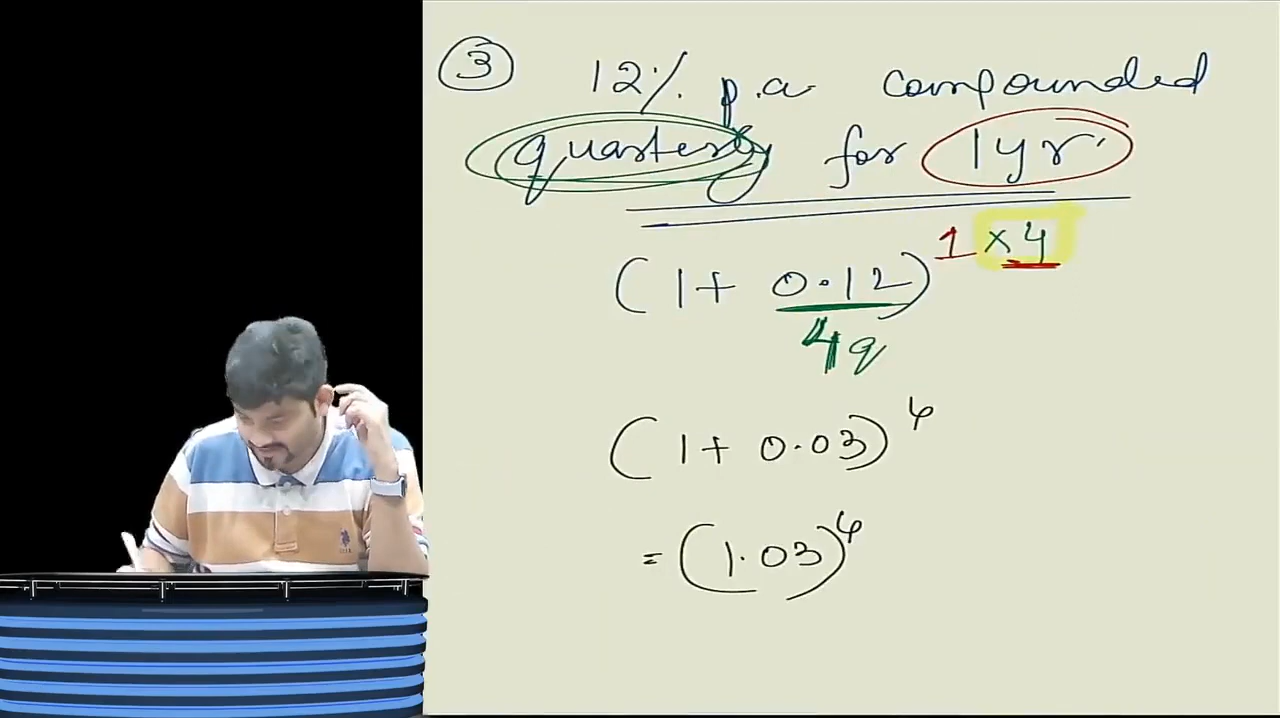 3 12% p.a compounded
quarterly for 1yr.
(1 + 0.12 / 4q)^1 × 4
(1 + 0.03)^4
= (1.03)^4